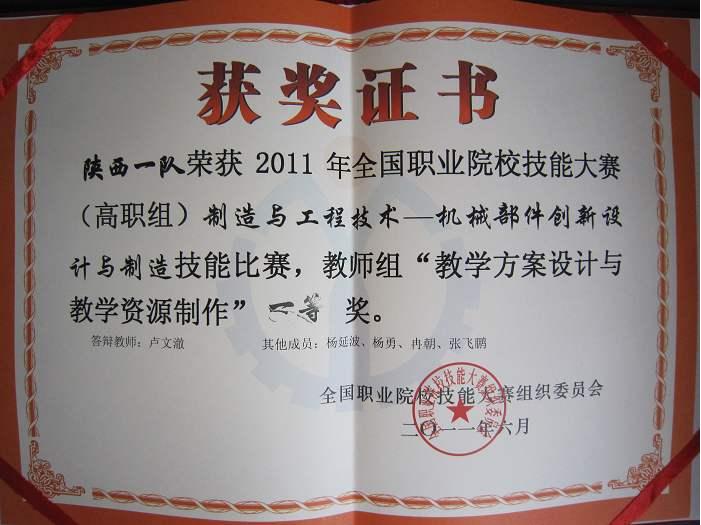 获奖证书
陕西一队荣获 2011 年全国职业院校技能大赛
（高职组）制造与工程技术—机械部件创新设
计与制造技能比赛，教师组“教学方案设计与
教学资源制作” 一等 奖。
答辩教师：卢文澈 其他成员：杨延波、杨勇、冉朝、张飞鹏
全国职业院校技能大赛组织委员会
二〇一一年六月